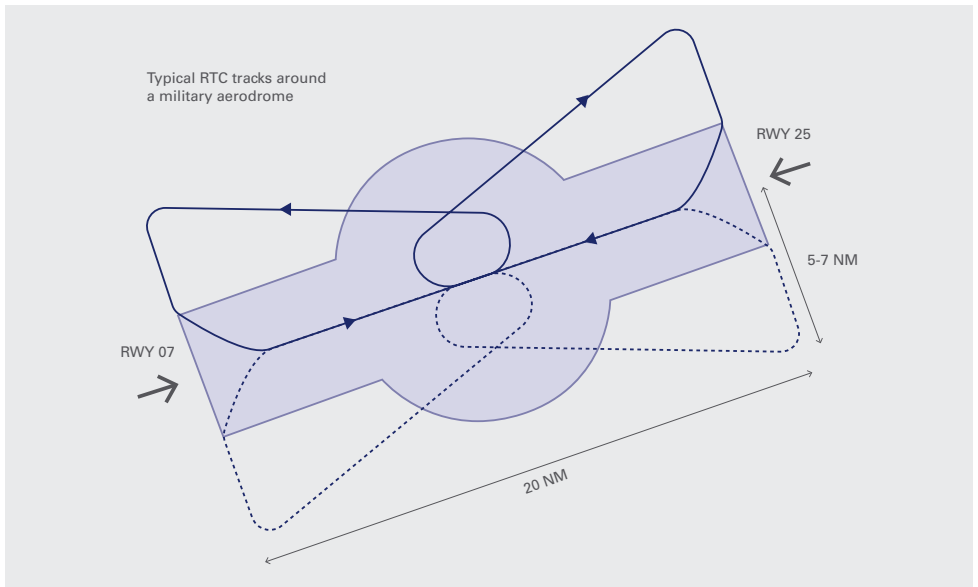 Typical RTC tracks around
a military aerodrome
RWY 25
5-7 NM
RWY 07
20 NM